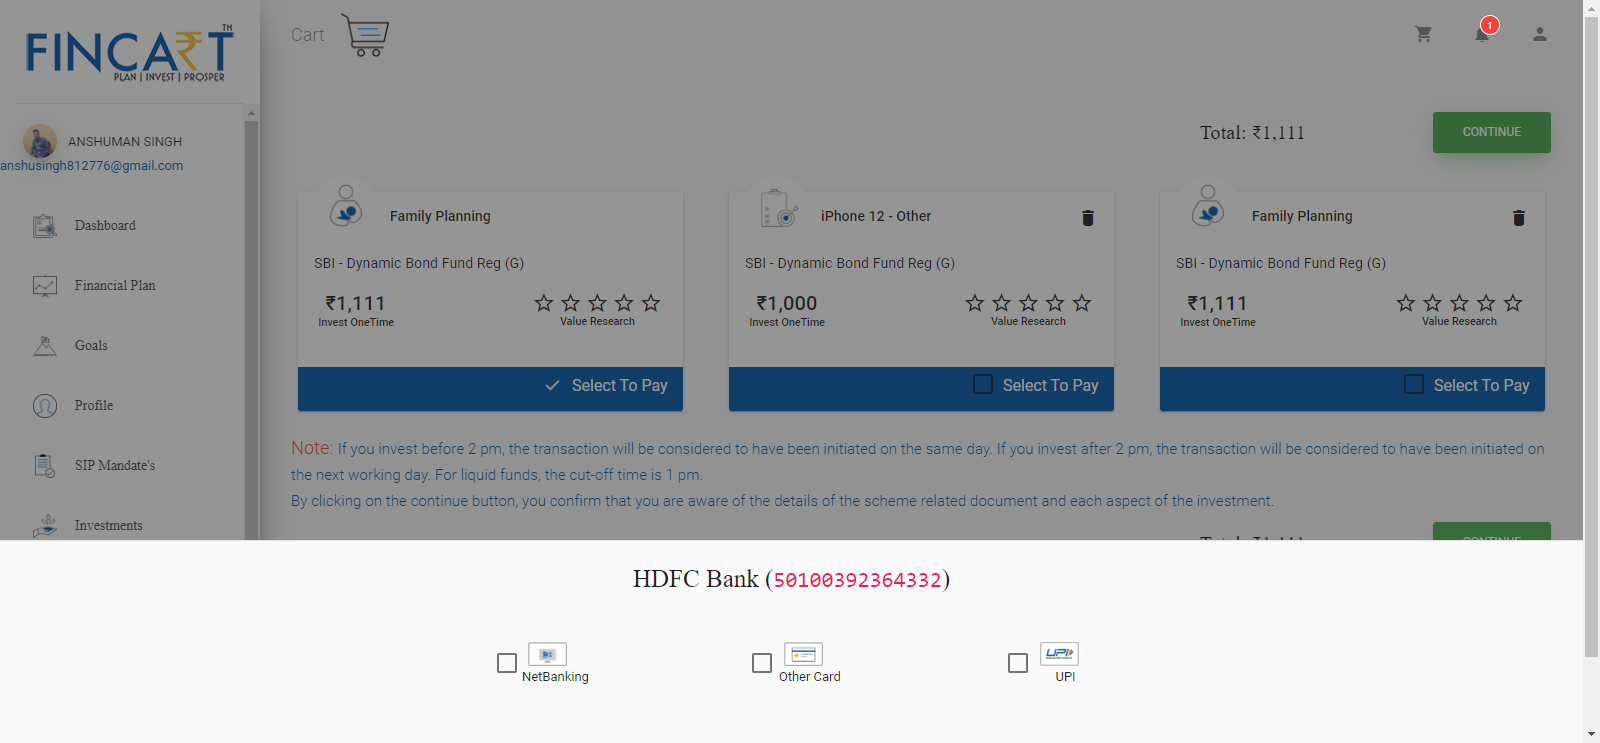 FINCART TM
PLAN | INVEST | PROSPER
Cart
1
ANSHUMAN SINGH
anshusingh812776@gmail.com
Dashboard
Financial Plan
Goals
Profile
SIP Mandate's
Investments
Total: ₹1,111
CONTINUE
Family Planning
SBI - Dynamic Bond Fund Reg (G)
₹1,111
Invest OneTime
Value Research
Select To Pay
iPhone 12 - Other
SBI - Dynamic Bond Fund Reg (G)
₹1,000
Invest OneTime
Value Research
Select To Pay
Family Planning
SBI - Dynamic Bond Fund Reg (G)
₹1,111
Invest OneTime
Value Research
Select To Pay
Note: If you invest before 2 pm, the transaction will be considered to have been initiated on the same day. If you invest after 2 pm, the transaction will be considered to have been initiated on
the next working day. For liquid funds, the cut-off time is 1 pm.
By clicking on the continue button, you confirm that you are aware of the details of the scheme related document and each aspect of the investment.
Total: ₹1,111
CONTINUE
HDFC Bank (50100392364332)
NetBanking
Other Card
UPI
UPI